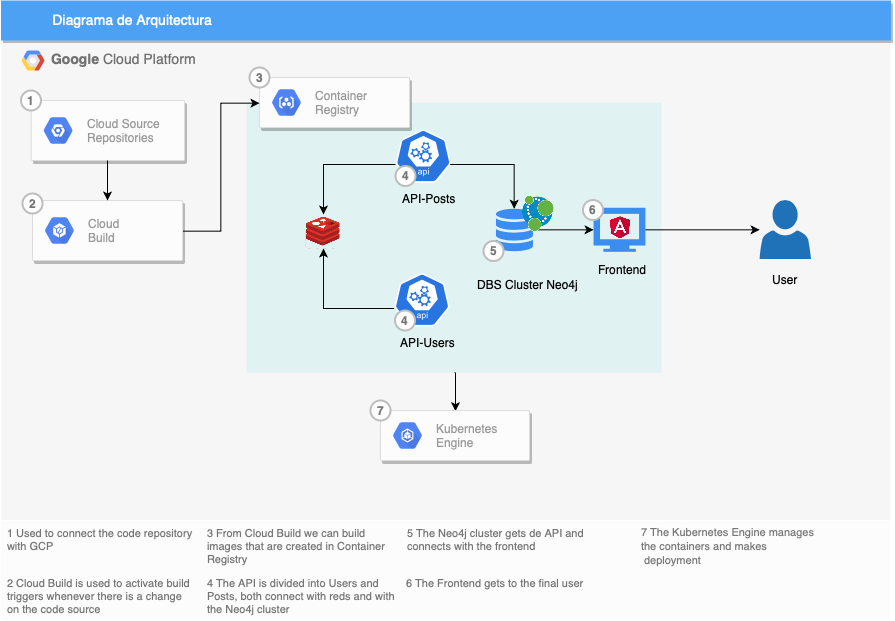 Diagrama de Arquitectura
Google Cloud Platform
1
Cloud Source
Repositories
2
Cloud
Build
3
Container
Registry
api
4
API-Posts
api
4
API-Users
5
DBS Cluster Neo4j
6
A
Frontend
User
7
Kubernetes
Engine
1 Used to connect the code repository
with GCP
2 Cloud Build is used to activate build
triggers whenever there is a change
on the code source
3 From Cloud Build we can build
images that are created in Container
Registry
4 The API is divided into Users and
Posts, both connect with reds and with
the Neo4j cluster
5 The Neo4j cluster gets de API and
connects with the frontend
6 The Frontend gets to the final user
7 The Kubernetes Engine manages
the containers and makes
deployment